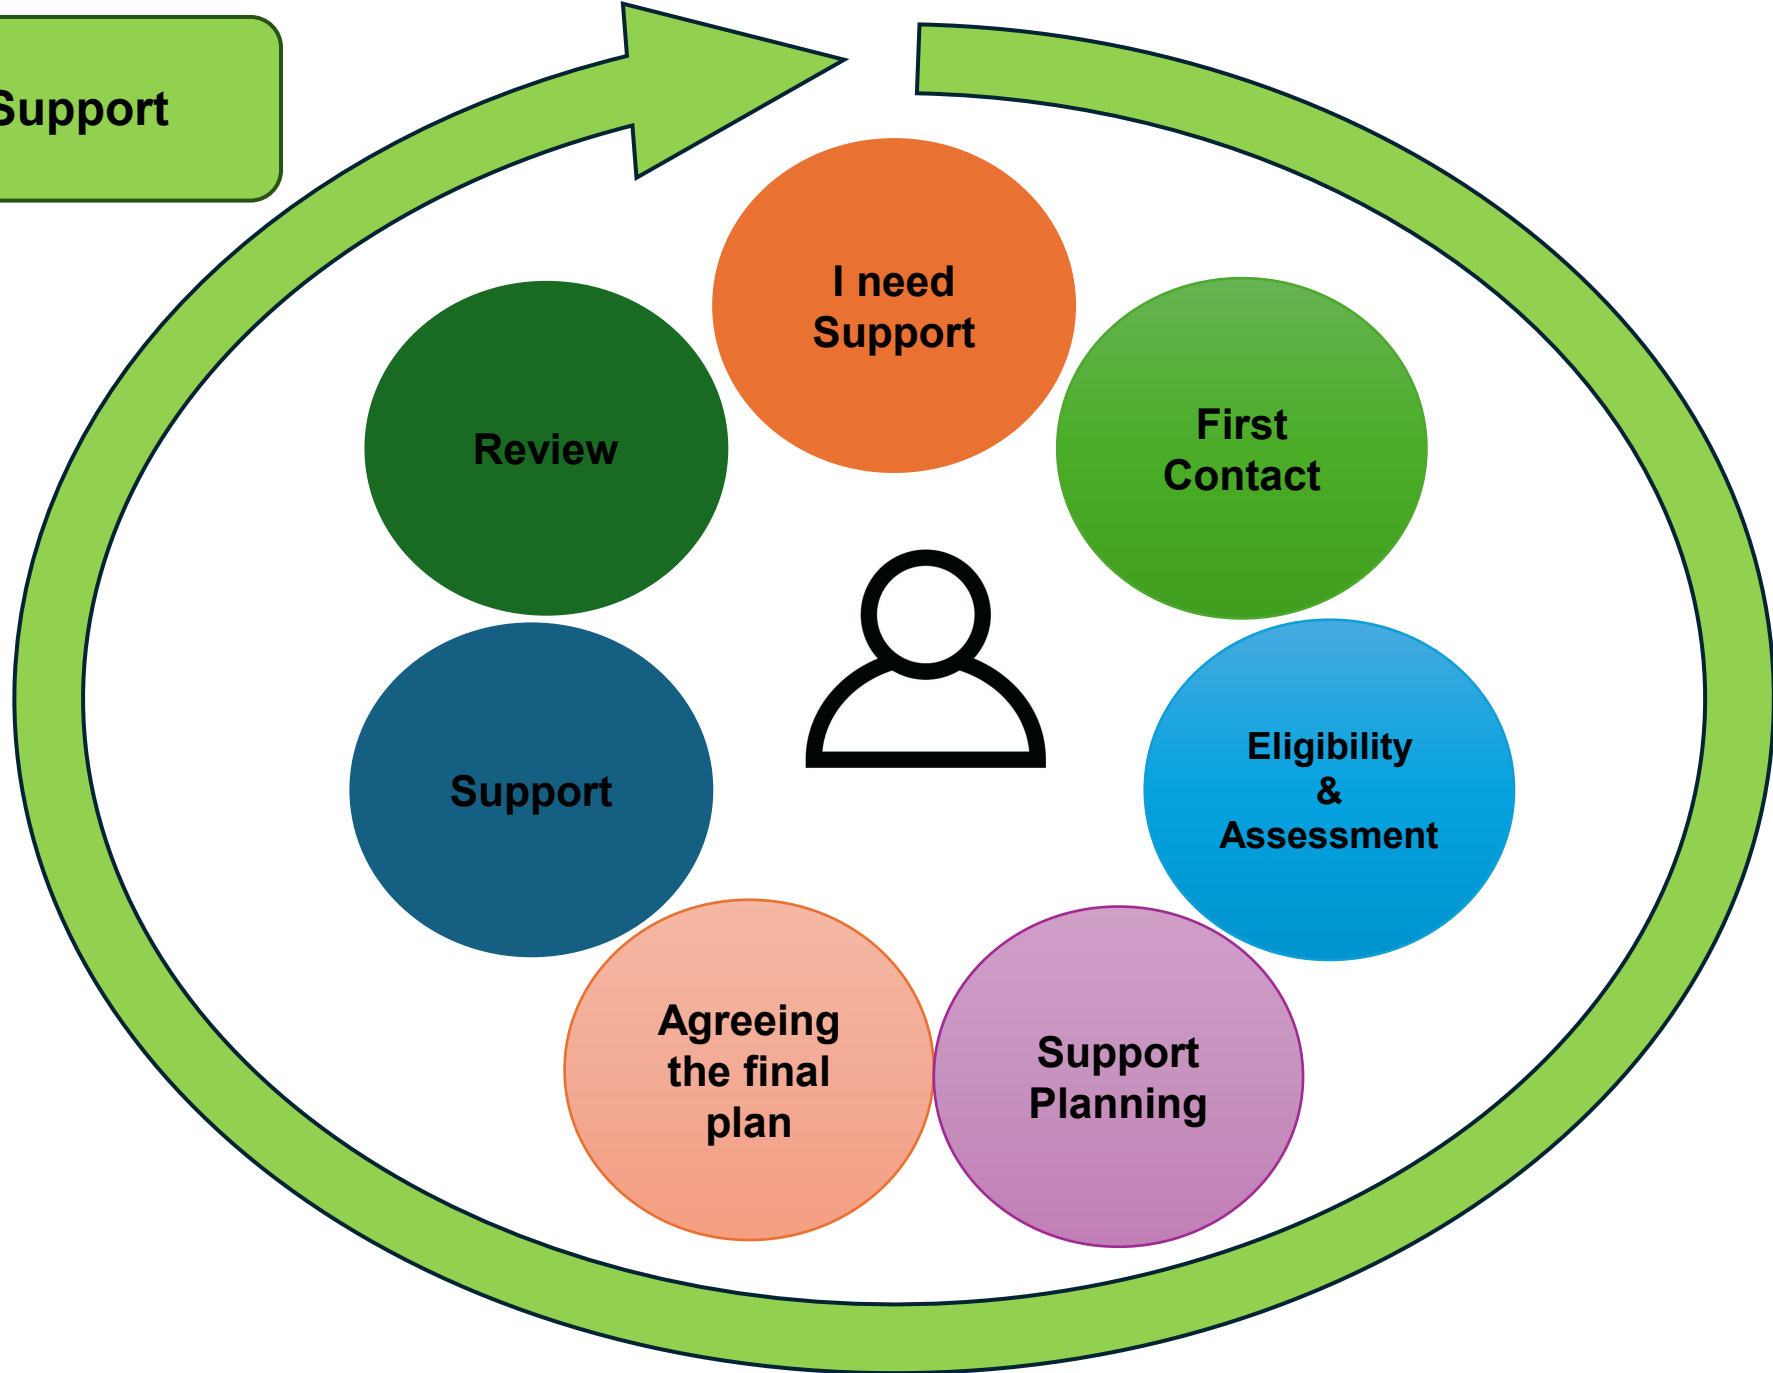 Support
I need
Support
First
Contact
Eligibility
&
Assessment
Support
Planning
Agreeing
the final
plan
Support
Review